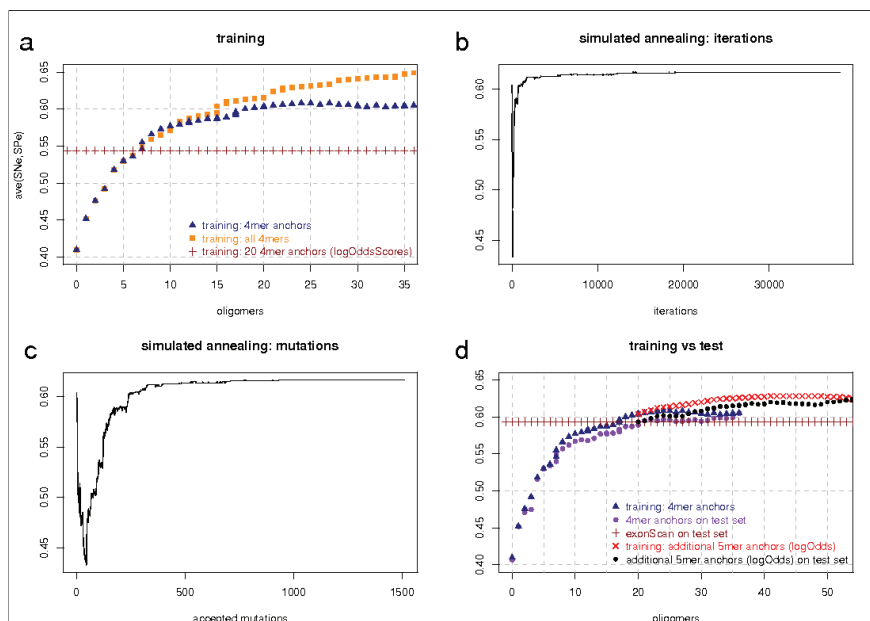 a
training
0.65
0.60
0.55
0.50
0.45
0.40
ave(SNe, SPe)
training: 4mer anchors
training: all 4mers
training: 20 4mer anchors (logOddsScores)
0 5 10 15 20 25 30 35
oligomers
b
simulated annealing: iterations
0.60
0.55
0.50
0.45
0 10000 20000 30000
iterations
c
simulated annealing: mutations
0.60
0.55
0.50
0.45
0 500 1000 1500
accepted mutations
d
training vs test
0.65
0.60
0.55
0.50
0.45
0.40
training: 4mer anchors
4mer anchors on test set
exonScan on test set
training: additional 5mer anchors (logOdds)
additional 5mer anchors (logOdds) on test set
0 10 20 30 40 50
oligomers